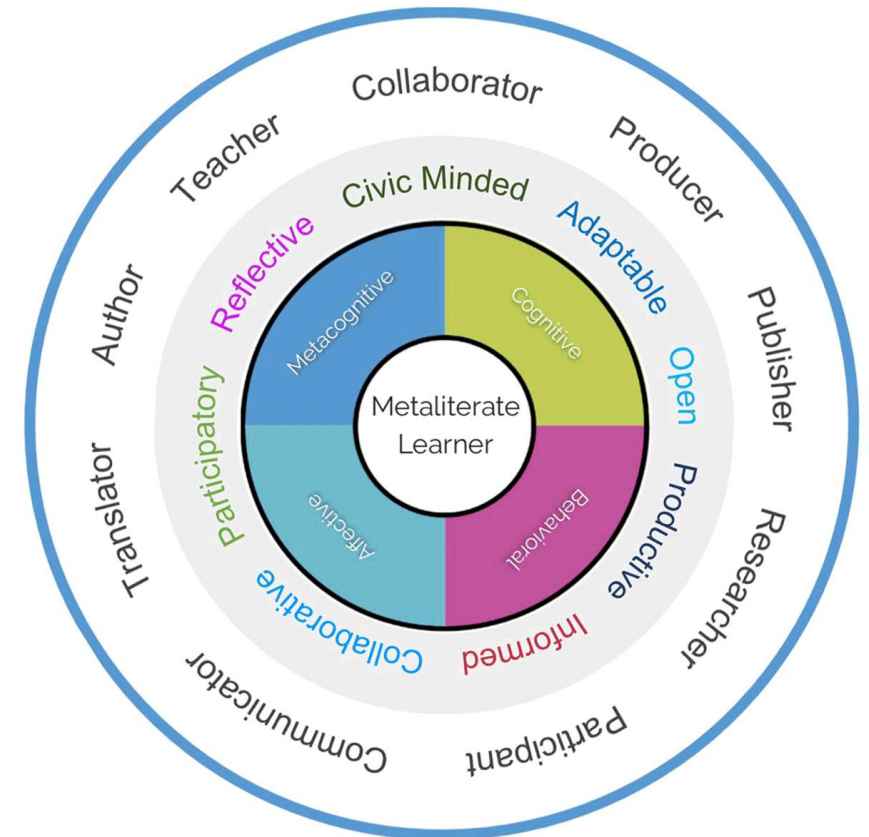 Collaborator
Producer
Publisher
Researcher
Participant
Communicator
Translator
Author
Teacher
Civic Minded
Adaptable
Open
Productive
Informed
Collaborative
Participatory
Reflective
Metacognitive
Cognitive
Behavioral
Affective
Metaliterate
Learner